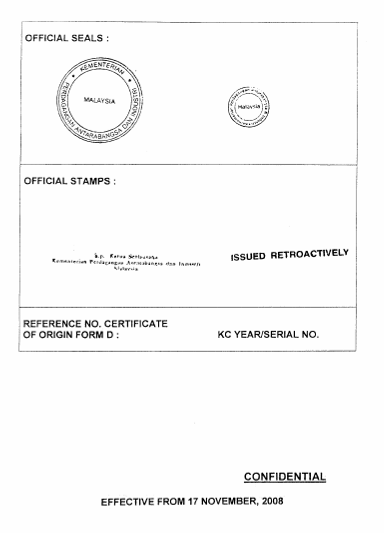 OFFICIAL SEALS :
KEMENTERIAN
PERDAGANGAN ANTARABANGSA DAN INDUSTRI
MALAYSIA
Malaysia
OFFICIAL STAMPS :
b.p. Ketua Setiausaha
Kementerian Perdagangan Antarabangsa dan Industri
Malaysia
ISSUED RETROACTIVELY
REFERENCE NO. CERTIFICATE
OF ORIGIN FORM D :
KC YEAR/SERIAL NO.
CONFIDENTIAL
EFFECTIVE FROM 17 NOVEMBER, 2008